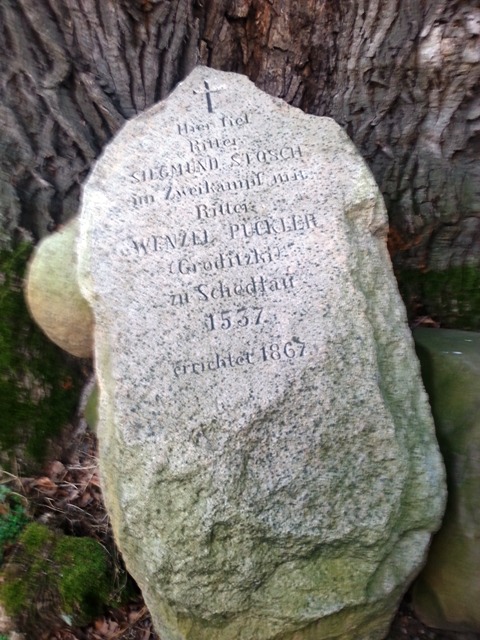 Hier fiel
Ritter
SIEGMUND STOSCH
im Zweikampf mit
Ritter
WENZEL PÜCKLER
(Groditzki)
zu Schedlau
1537.
errichtet 1867.